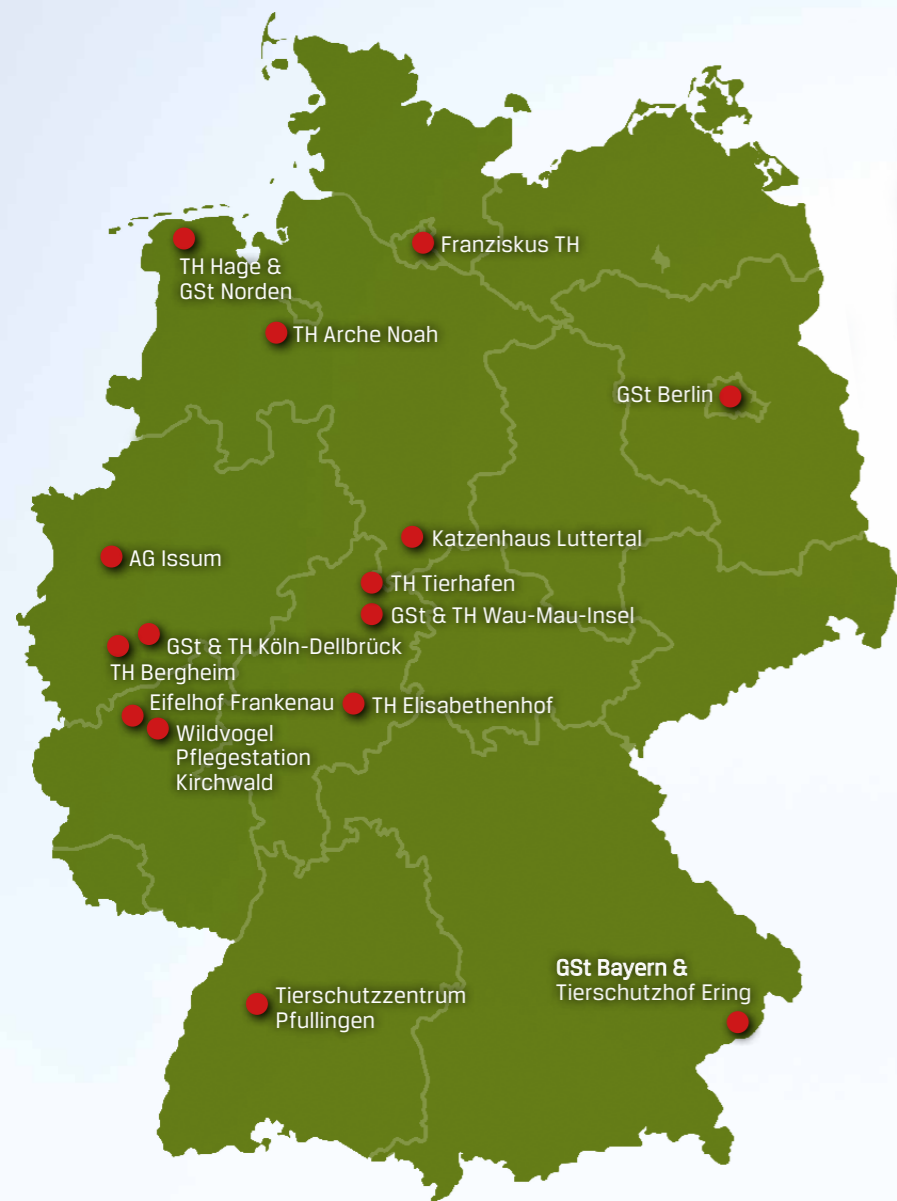 Franziskus TH
TH Hage &
GSt Norden
TH Arche Noah
GSt Berlin
Katzenhaus Luttertal
AG Issum
TH Tierhafen
GSt & TH Wau-Mau-Insel
GSt & TH Köln-Dellbrück
TH Bergheim
Eifelhof Frankenau
TH Elisabethenhof
Wildvogel
Pflegestation
Kirchwald
GSt Bayern &
Tierschutzhof Ering
Tierschutzzentrum
Pfullingen